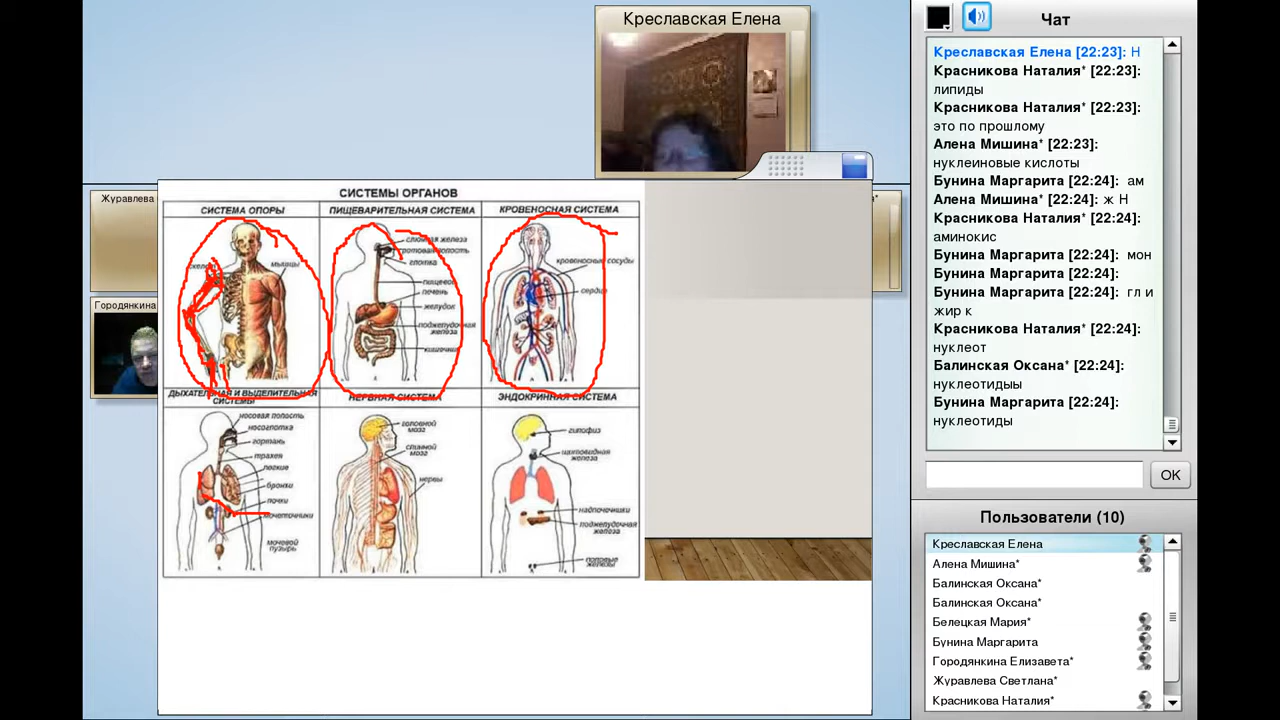 Креславская Елена
Журавлева
Городянкина
СИСТЕМЫ ОРГАНОВ
СИСТЕМА ОПОРЫ
мышцы
ПИЩЕВАРИТЕЛЬНАЯ СИСТЕМА
железа
глотка
печень
желудок
поджелудочная
железа
КРОВЕНОСНАЯ СИСТЕМА
кровеносные сосуды
ДЫХАТЕЛЬНАЯ И ВЫДЕЛИТЕЛЬНАЯ
СИСТЕМЫ
носовая полость
носоглотка
гортань
трахея
легкие
бронхи
почки
мочеточники
мочевой
пузырь
НЕРВНАЯ СИСТЕМА
головной
мозг
спинной
мозг
нервы
ЭНДОКРИННАЯ СИСТЕМА
гипофиз
щитовидная
железа
надпочечники
поджелудочная
железа
половые
железы
Чат
Креславская Елена [22:23]: Н
Красникова Наталия* [22:23]:
липиды
Красникова Наталия* [22:23]:
это по прошлому
Алена Мишина* [22:23]:
нуклеиновые кислоты
Бунина Маргарита [22:24]: ам
Алена Мишина* [22:24]: ж Н
Красникова Наталия* [22:24]:
аминокис
Бунина Маргарита [22:24]: мон
Бунина Маргарита [22:24]:
Бунина Маргарита [22:24]: гл и
жир к
Красникова Наталия* [22:24]:
нуклеот
Балинская Оксана* [22:24]:
нуклеотидыы
Бунина Маргарита [22:24]:
нуклеотиды
OK
Пользователи (10)
Креславская Елена
Алена Мишина*
Балинская Оксана*
Балинская Оксана*
Белецкая Мария*
Бунина Маргарита
Городянкина Елизавета*
Журавлева Светлана*
Красникова Наталия*